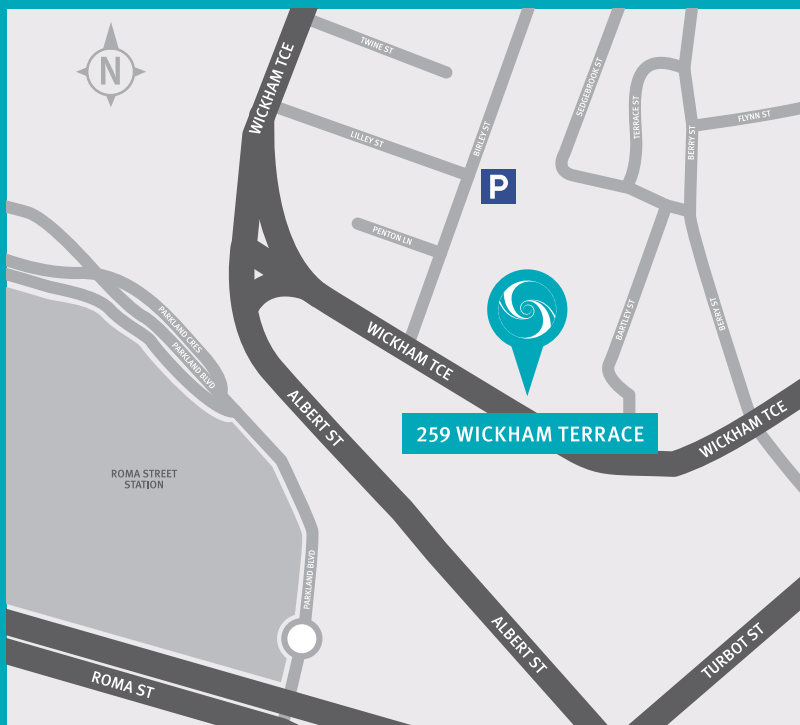 N
TWINE ST
WICKHAM TCE
LILLEY ST
BIRLEY ST
SEDGEBROOK ST
TERRACE ST
BERRY ST
FLYNN ST
P
PENTON LN
PARKLAND CRES
PARKLAND BLVD
WICKHAM TCE
BARTLEY ST
BERRY ST
ALBERT ST
259 WICKHAM TERRACE
WICKHAM TCE
ROMA STREET
STATION
PARKLAND BLVD
ALBERT ST
TURBOT ST
ROMA ST